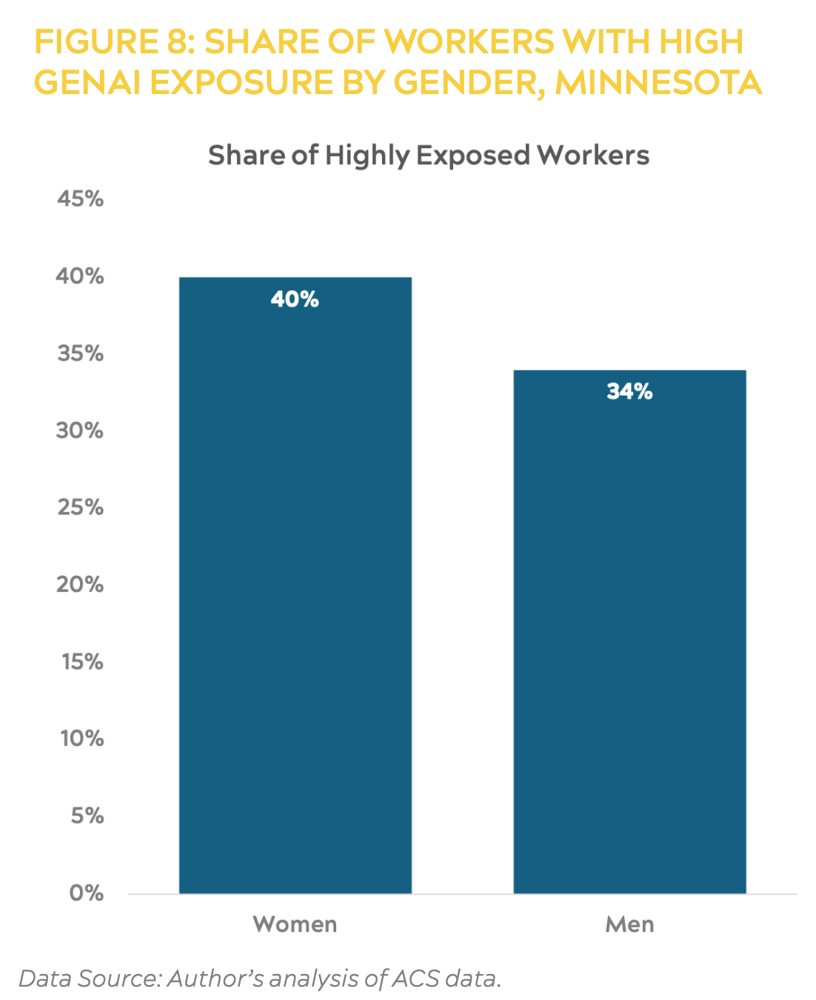 FIGURE 8: SHARE OF WORKERS WITH HIGH
GENAI EXPOSURE BY GENDER, MINNESOTA
Share of Highly Exposed Workers
45%
40%
35%
30%
25%
20%
15%
10%
5%
0%
40%
34%
Women
Men
Data Source: Author’s analysis of ACS data.